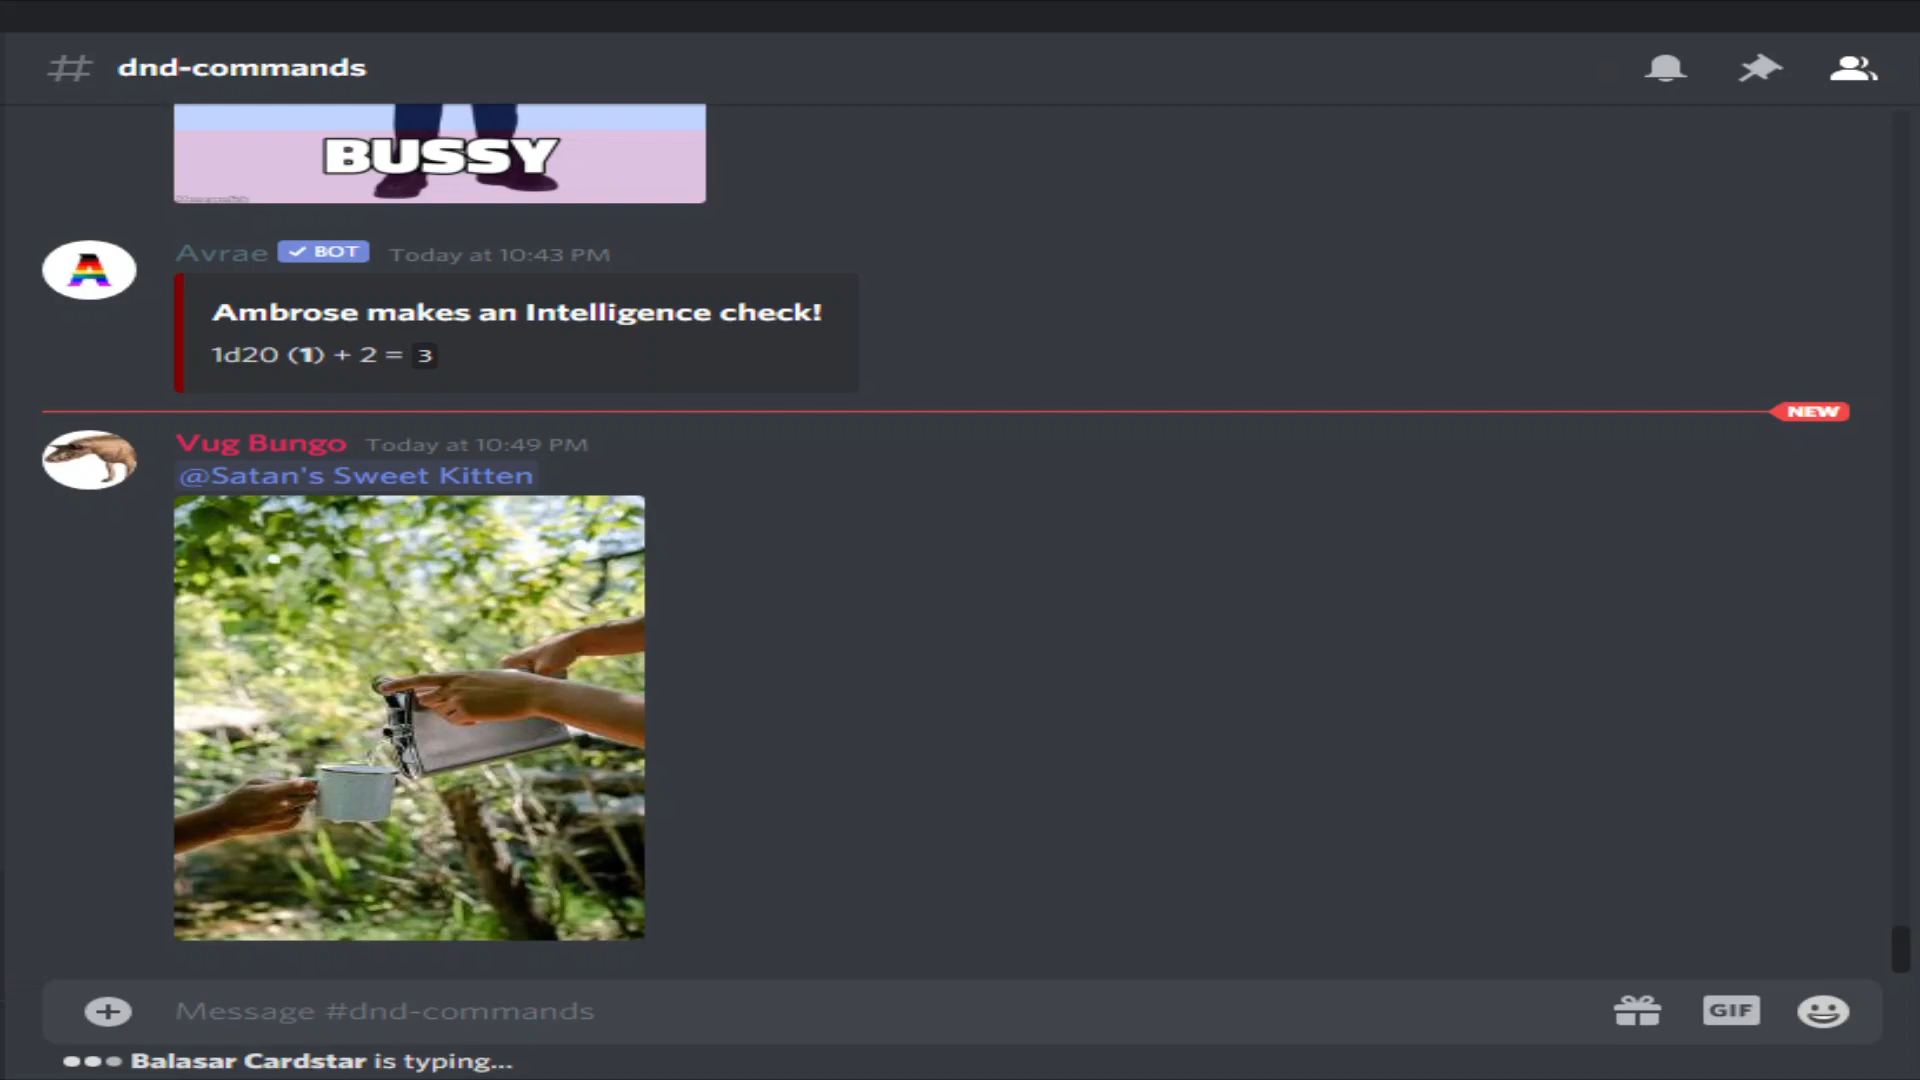 dnd-commands
BUSSY
Avrae ✓ BOT Today at 10:43 PM
Ambrose makes an Intelligence check!
1d20 (1) + 2 = 3
NEW
Vug Bungo Today at 10:49 PM
@Satan's Sweet Kitten
Message #dnd-commands
GIF
Balasar Cardstar is typing...